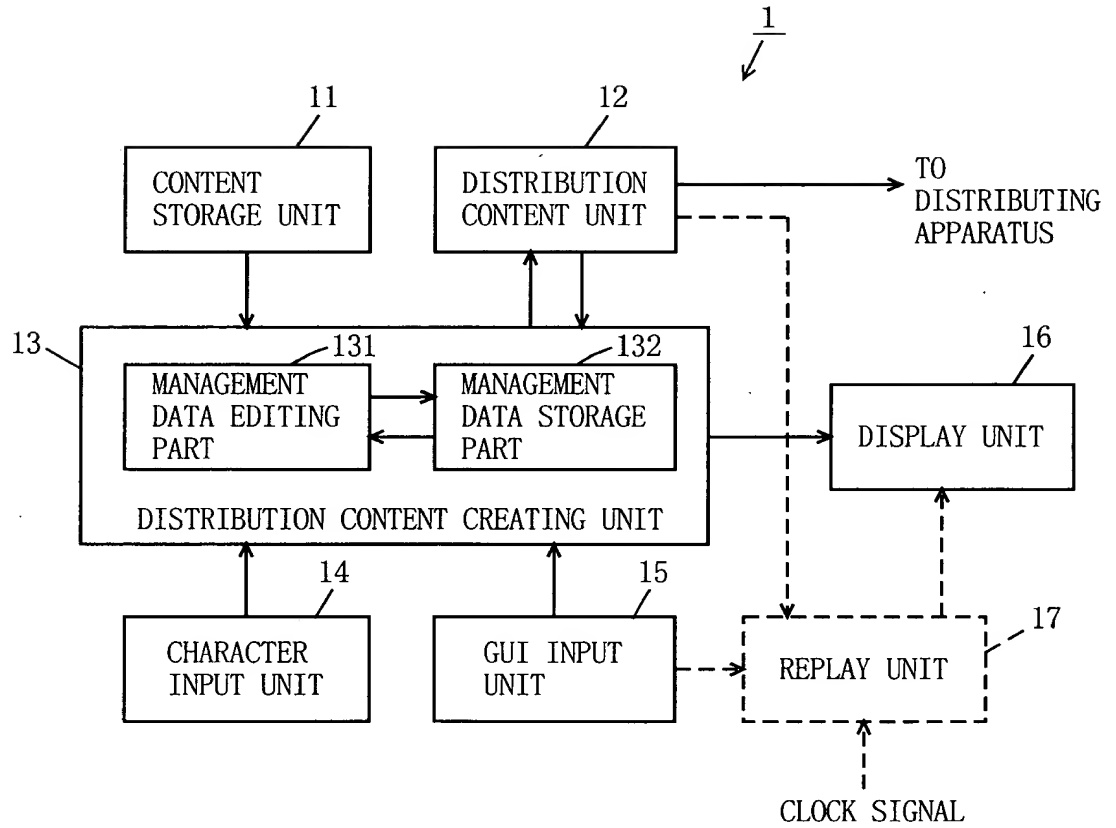 1
11
12
CONTENT
STORAGE UNIT
DISTRIBUTION
CONTENT UNIT
TO
DISTRIBUTING
APPARATUS
13
131
132
MANAGEMENT
DATA EDITING
PART
MANAGEMENT
DATA STORAGE
PART
DISTRIBUTION CONTENT CREATING UNIT
16
DISPLAY UNIT
14
15
CHARACTER
INPUT UNIT
GUI INPUT
UNIT
17
REPLAY UNIT
CLOCK SIGNAL